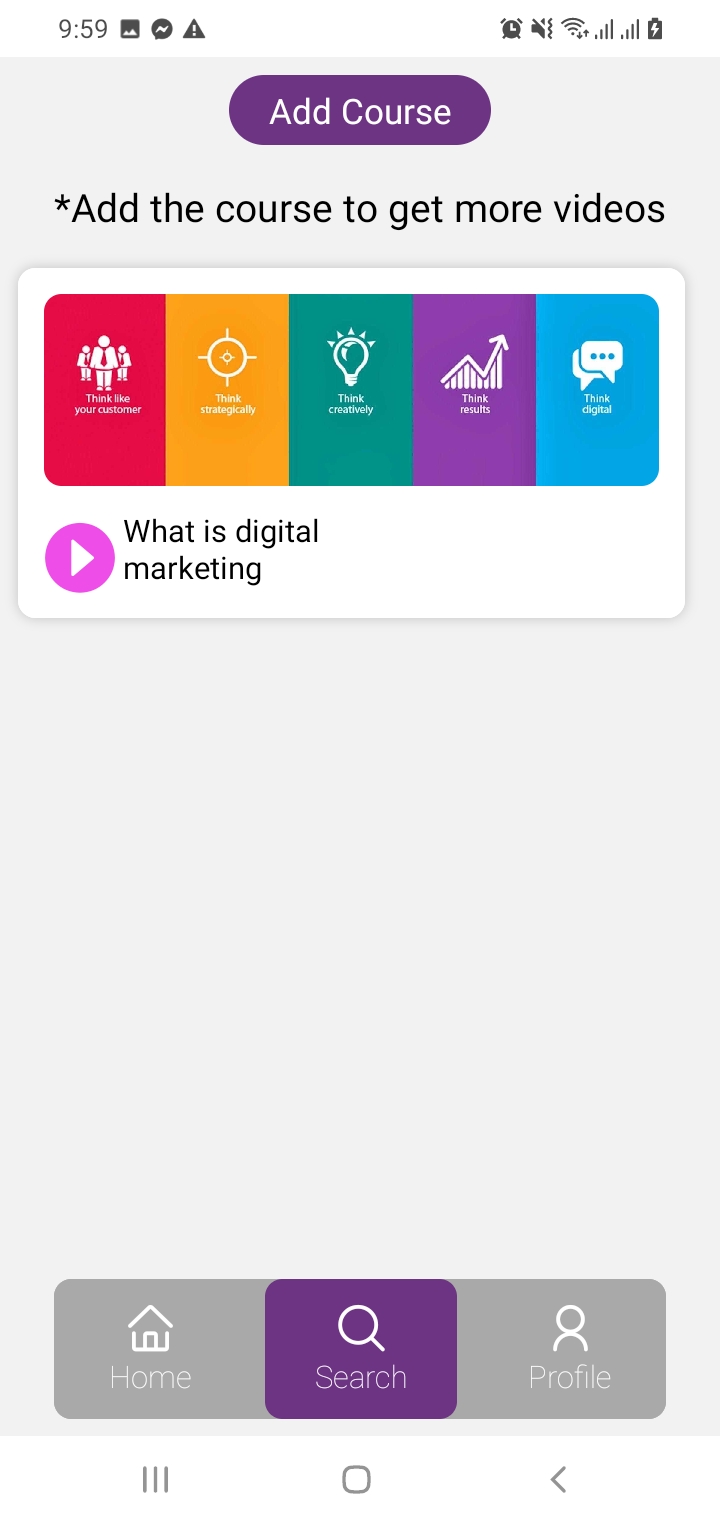 9:59
Add Course
*Add the course to get more videos
Think like
your customer
Think
strategically
Think
creatively
Think
results
Think
digital
What is digital
marketing
Home
Search
Profile